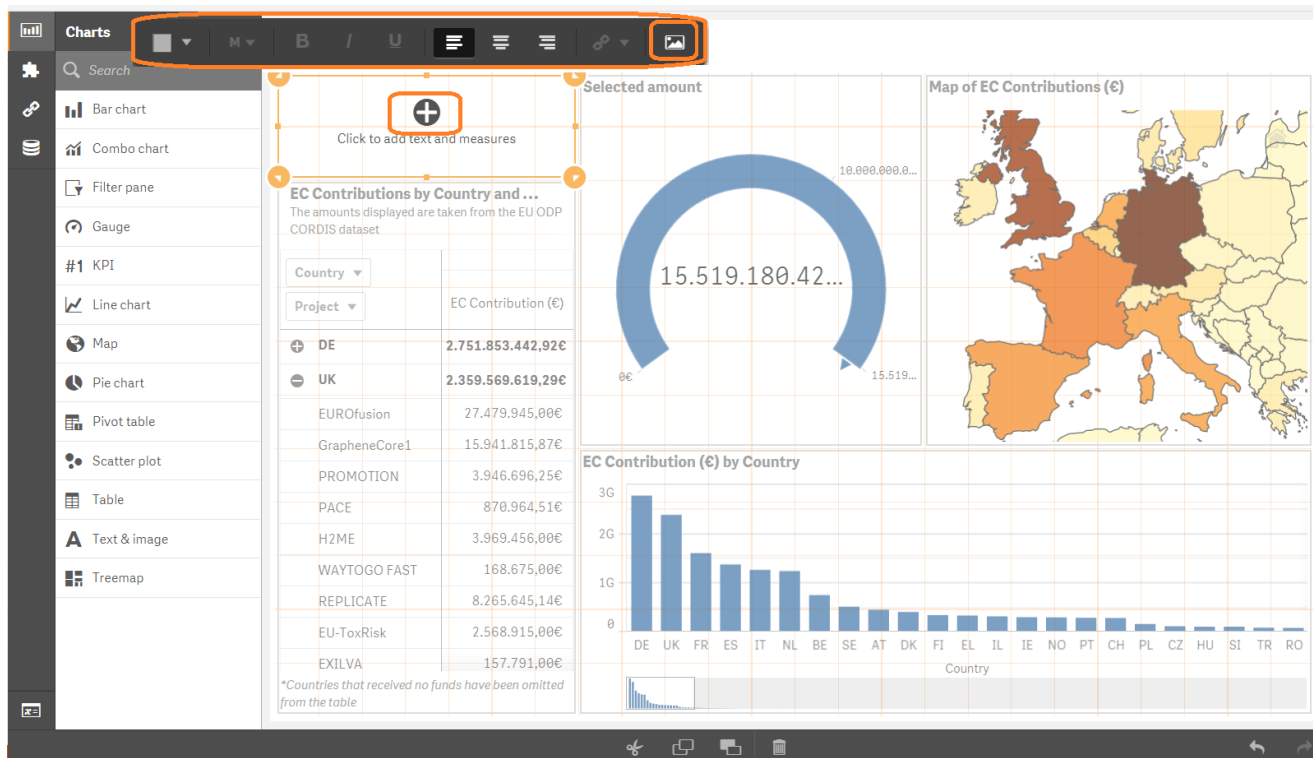 Charts
M
B I U
Search
Bar chart
Combo chart
Filter pane
Gauge
#1 KPI
Line chart
Map
Pie chart
Pivot table
Scatter plot
Table
A Text & image
Treemap
x=
Click to add text and measures
EC Contributions by Country and ...
The amounts displayed are taken from the EU ODP
CORDIS dataset
Country
Project
EC Contribution (€)
DE 2.751.853.442,92€
UK 2.359.569.619,29€
EUROfusion 27.479.945,00€
GrapheneCore1 15.941.815,87€
PROMOTION 3.946.696,25€
PACE 870.964,51€
H2ME 3.969.456,00€
WAYTOGO FAST 168.675,00€
REPLICATE 8.265.645,14€
EU-ToxRisk 2.568.915,00€
EXILVA 157.791,00€
*Countries that received no funds have been omitted
from the table
Selected amount
10.000.000.0...
15.519.180.42...
0€
15.519...
Map of EC Contributions (€)
EC Contribution (€) by Country
3G
2G
1G
0
DE UK FR ES IT NL BE SE AT DK FI EL IL IE NO PT CH PL CZ HU SI TR RO
Country